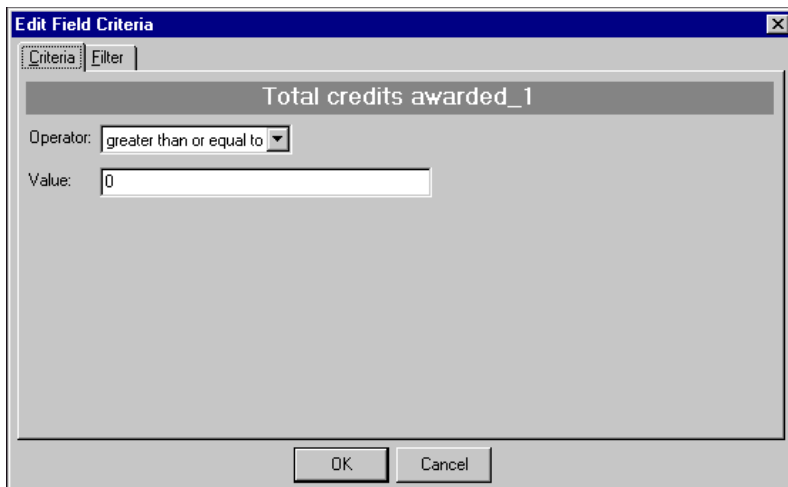 Edit Field Criteria
Criteria Filter
Total credits awarded_1
Operator: greater than or equal to
Value: 0
OK Cancel